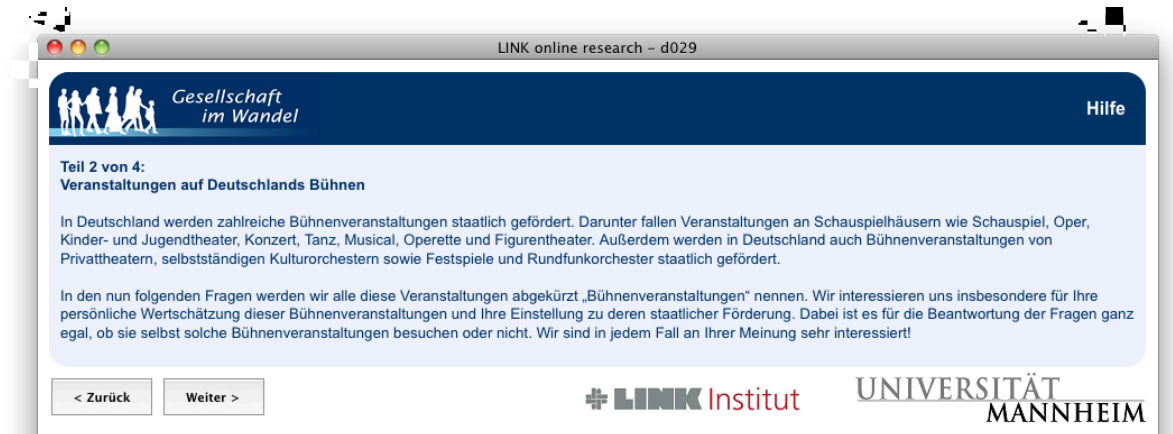 LINK online research – d029
Gesellschaft
im Wandel
Hilfe
Teil 2 von 4:
Veranstaltungen auf Deutschlands Bühnen
In Deutschland werden zahlreiche Bühnenveranstaltungen staatlich gefördert. Darunter fallen Veranstaltungen an Schauspielhäusern wie Schauspiel, Oper,
Kinder- und Jugendtheater, Konzert, Tanz, Musical, Operette und Figurentheater. Außerdem werden in Deutschland auch Bühnenveranstaltungen von
Privattheatern, selbstständigen Kulturorchestern sowie Festspiele und Rundfunkorchester staatlich gefördert.
In den nun folgenden Fragen werden wir alle diese Veranstaltungen abgekürzt „Bühnenveranstaltungen“ nennen. Wir interessieren uns insbesondere für Ihre
persönliche Wertschätzung dieser Bühnenveranstaltungen und Ihre Einstellung zu deren staatlicher Förderung. Dabei ist es für die Beantwortung der Fragen ganz
egal, ob sie selbst solche Bühnenveranstaltungen besuchen oder nicht. Wir sind in jedem Fall an Ihrer Meinung sehr interessiert!
< Zurück
Weiter >
LINK Institut
UNIVERSITÄT
MANNHEIM